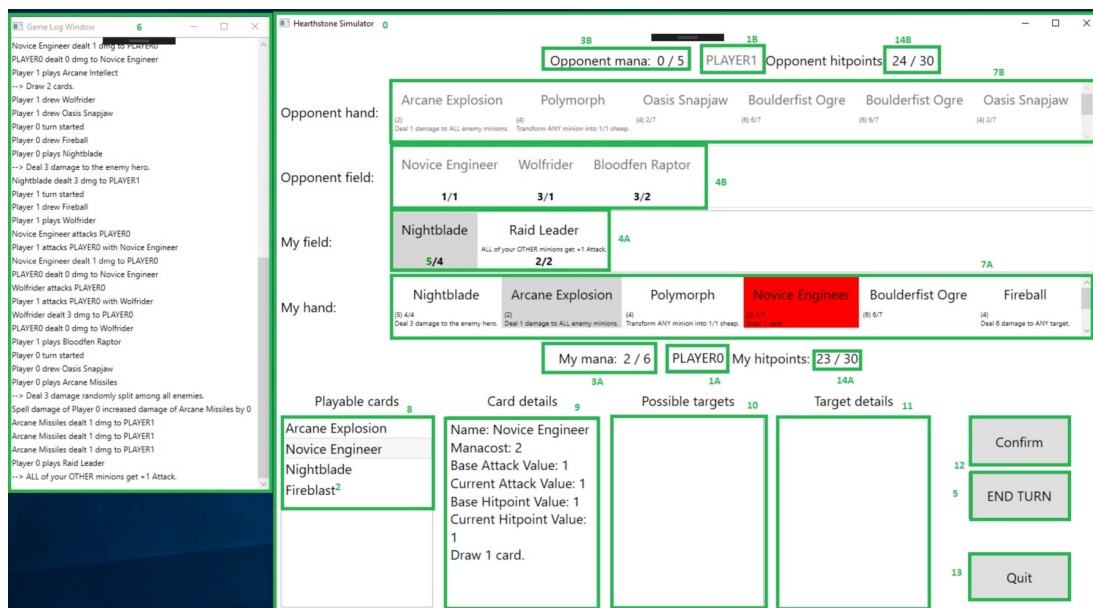 Game Log Window 6
Novice Engineer dealt 1 dmg to PLAYER0
PLAYER0 dealt 0 dmg to Novice Engineer
Player 1 plays Arcane Intellect
--> Draw 2 cards.
Player 1 drew Wolfrider
Player 1 drew Oasis Snapjaw
Player 0 turn started
Player 0 drew Fireball
Player 0 plays Nightblade
--> Deal 3 damage to the enemy hero.
Nightblade dealt 3 dmg to PLAYER1
Player 1 turn started
Player 1 drew Fireball
Player 1 plays Wolfrider
Novice Engineer attacks PLAYER0
Player 1 attacks PLAYER0 with Novice Engineer
Novice Engineer dealt 1 dmg to PLAYER0
PLAYER0 dealt 0 dmg to Novice Engineer
Wolfrider attacks PLAYER0
Player 1 attacks PLAYER0 with Wolfrider
Wolfrider dealt 3 dmg to PLAYER0
PLAYER0 dealt 0 dmg to Wolfrider
Player 1 plays Bloodfen Raptor
Player 0 turn started
Player 0 drew Oasis Snapjaw
Player 0 plays Arcane Missiles
--> Deal 3 damage randomly split among all enemies.
Spell damage of Player 0 increased damage of Arcane Missiles by 0
Arcane Missiles dealt 1 dmg to PLAYER1
Arcane Missiles dealt 1 dmg to PLAYER1
Arcane Missiles dealt 1 dmg to PLAYER1
Player 0 plays Raid Leader
--> ALL of your OTHER minions get +1 Attack.
Hearthstone Simulator 0
3B 1B 14B
Opponent mana: 0 / 5 PLAYER1 Opponent hitpoints: 24 / 30
7B
Opponent hand:
Arcane Explosion Polymorph Oasis Snapjaw Boulderfist Ogre Boulderfist Ogre Oasis Snapjaw
(2) (4) (4) 2/7 (6) 6/7 (6) 6/7 (4) 2/7
Deal 1 damage to ALL enemy minions. Transform ANY minion into 1/1 sheep.
Opponent field:
Novice Engineer Wolfrider Bloodfen Raptor
1/1 3/1 3/2
4B
My field:
Nightblade Raid Leader
ALL of your OTHER minions get +1 Attack.
5/4 2/2
4A
7A
My hand:
Nightblade Arcane Explosion Polymorph Novice Engineer Boulderfist Ogre Fireball
(5) 4/4 (2) (4) (2) 1/1 (6) 6/7 (4)
Deal 3 damage to the enemy hero. Deal 1 damage to ALL enemy minions. Transform ANY minion into 1/1 sheep. Draw 1 card. Deal 6 damage to ANY target.
My mana: 2 / 6 PLAYER0 My hitpoints: 23 / 30
3A 1A 14A
Playable cards 8
Arcane Explosion
Novice Engineer
Nightblade
Fireblast 2
Card details 9
Name: Novice Engineer
Manacost: 2
Base Attack Value: 1
Current Attack Value: 1
Base Hitpoint Value: 1
Current Hitpoint Value:
1
Draw 1 card.
Possible targets 10
Target details 11
Confirm
12
5 END TURN
13 Quit